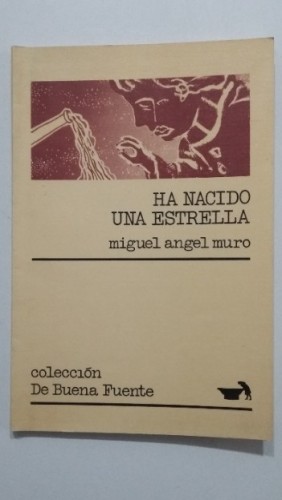 HA NACIDO
UNA ESTRELLA
miguel angel muro
colección
De Buena Fuente